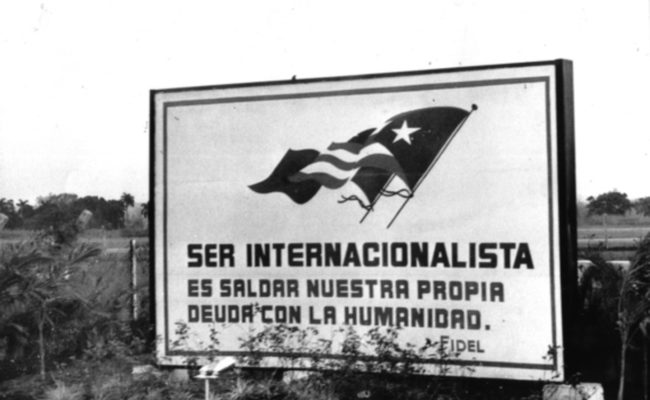 SER INTERNACIONALISTA
ES SALDAR NUESTRA PROPIA
DEUDA CON LA HUMANIDAD.
FIDEL